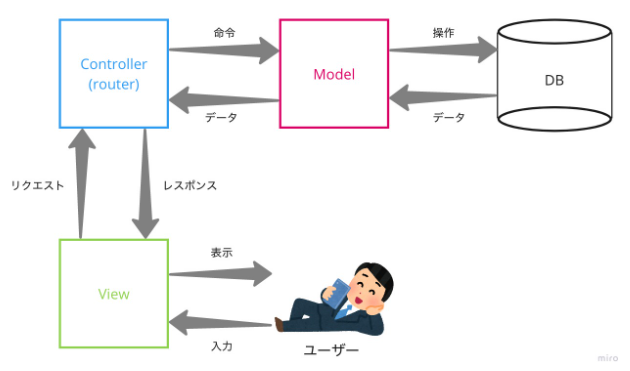 Controller
(router)
命令
Model
操作
DB
データ
データ
リクエスト
レスポンス
View
表示
入力
ユーザー
miro